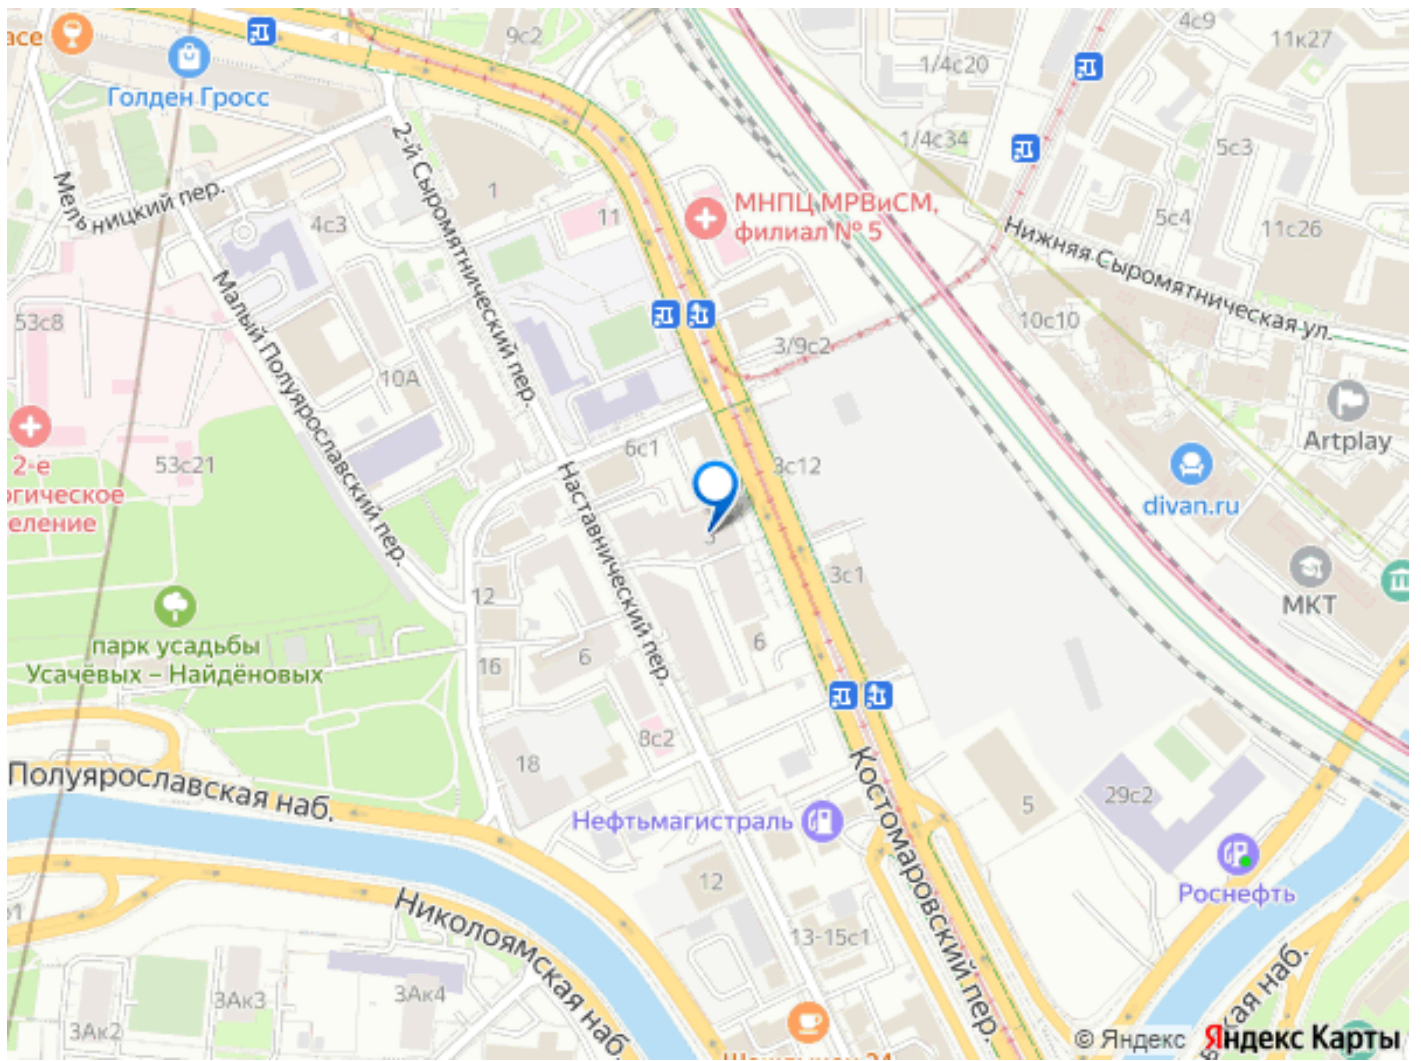 9с2
4с9
11к27
1/4с20
Голден Гросс
1/4с34
5с3
2-й Сыромятнический пер.
Мельницкий пер.
1
4с3
11
МНПЦ МРВиСМ,
филиал № 5
5с4
11с26
Нижняя Сыромятническая ул.
Малый Полуярославский пер.
53с8
10А
3/9с2
10с10
Artplay
2-е
53с21
6с1
3с12
divan.ru
Наставнический пер.
3с1
МКТ
12
парк усадьбы
Усачёвых – Найдёновых
16
6
6
8с2
18
Полуярославская наб.
Костомаровский пер.
5
29с2
Нефтьмагистраль
Роснефть
12
Николоямская наб.
13-15с1
3Ак3
3Ак4
3Ак2
© Яндекс Яндекс Карты